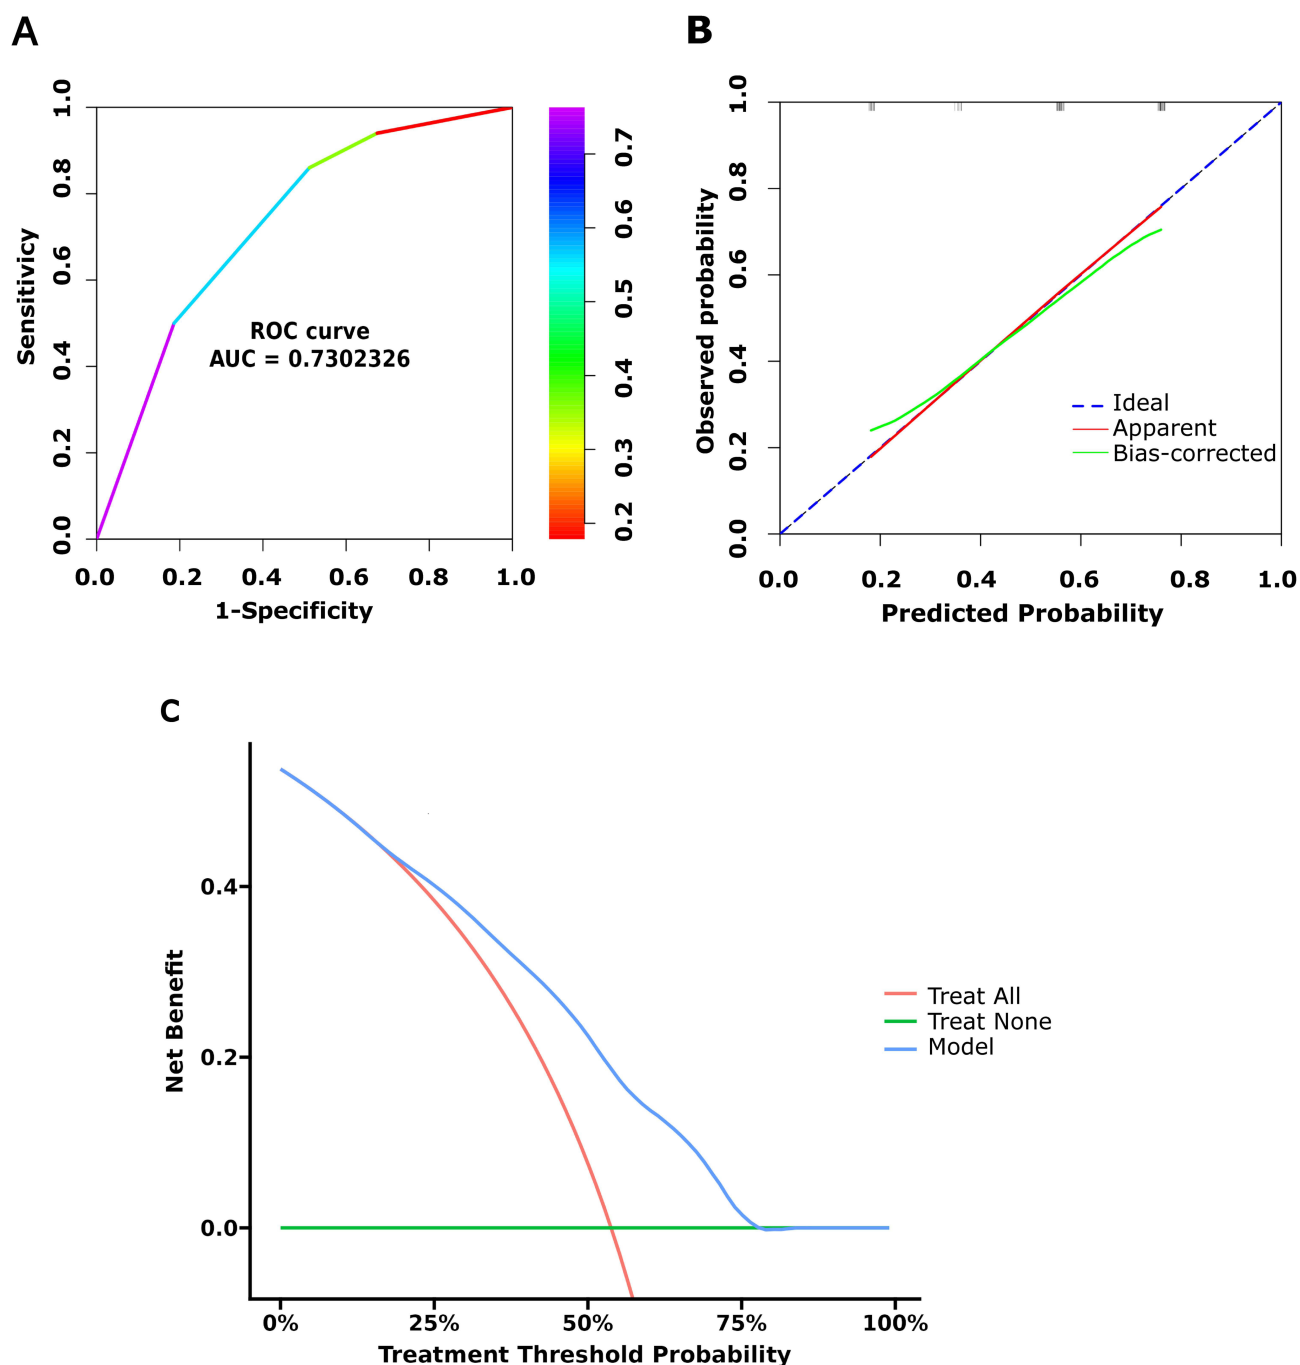 A
1.0
0.8
0.6
0.4
0.2
0.0
Sensitivicy
ROC curve
AUC = 0.7302326
0.0 0.2 0.4 0.6 0.8 1.0
1-Specificity
0.7
0.6
0.5
0.4
0.3
0.2
B
1.0
0.8
0.6
0.4
0.2
0.0
Observed probability
Ideal
Apparent
Bias-corrected
0.0 0.2 0.4 0.6 0.8 1.0
Predicted Probability
C
0.4
0.2
0.0
Net Benefit
Treat All
Treat None
Model
0% 25% 50% 75% 100%
Treatment Threshold Probability